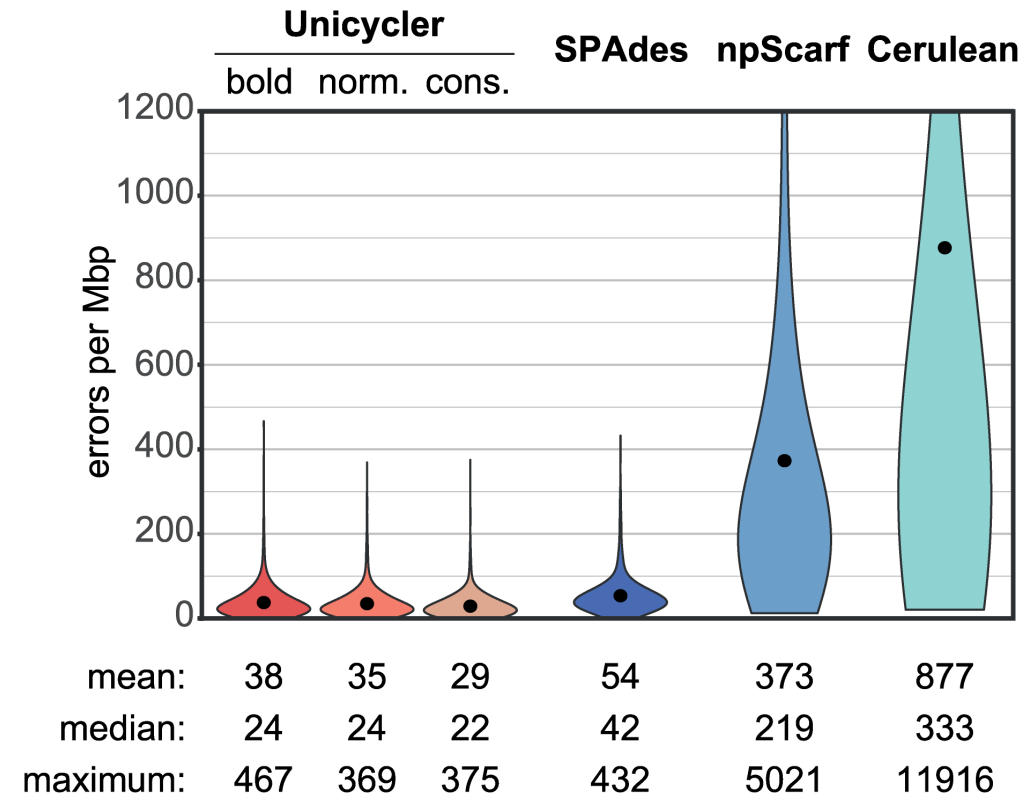 Unicycler
SPAdes npScarf Cerulean
bold norm. cons.
1200
1000
800
600
400
200
0
errors per Mbp
mean: 38 35 29 54 373 877
median: 24 24 22 42 219 333
maximum: 467 369 375 432 5021 11916